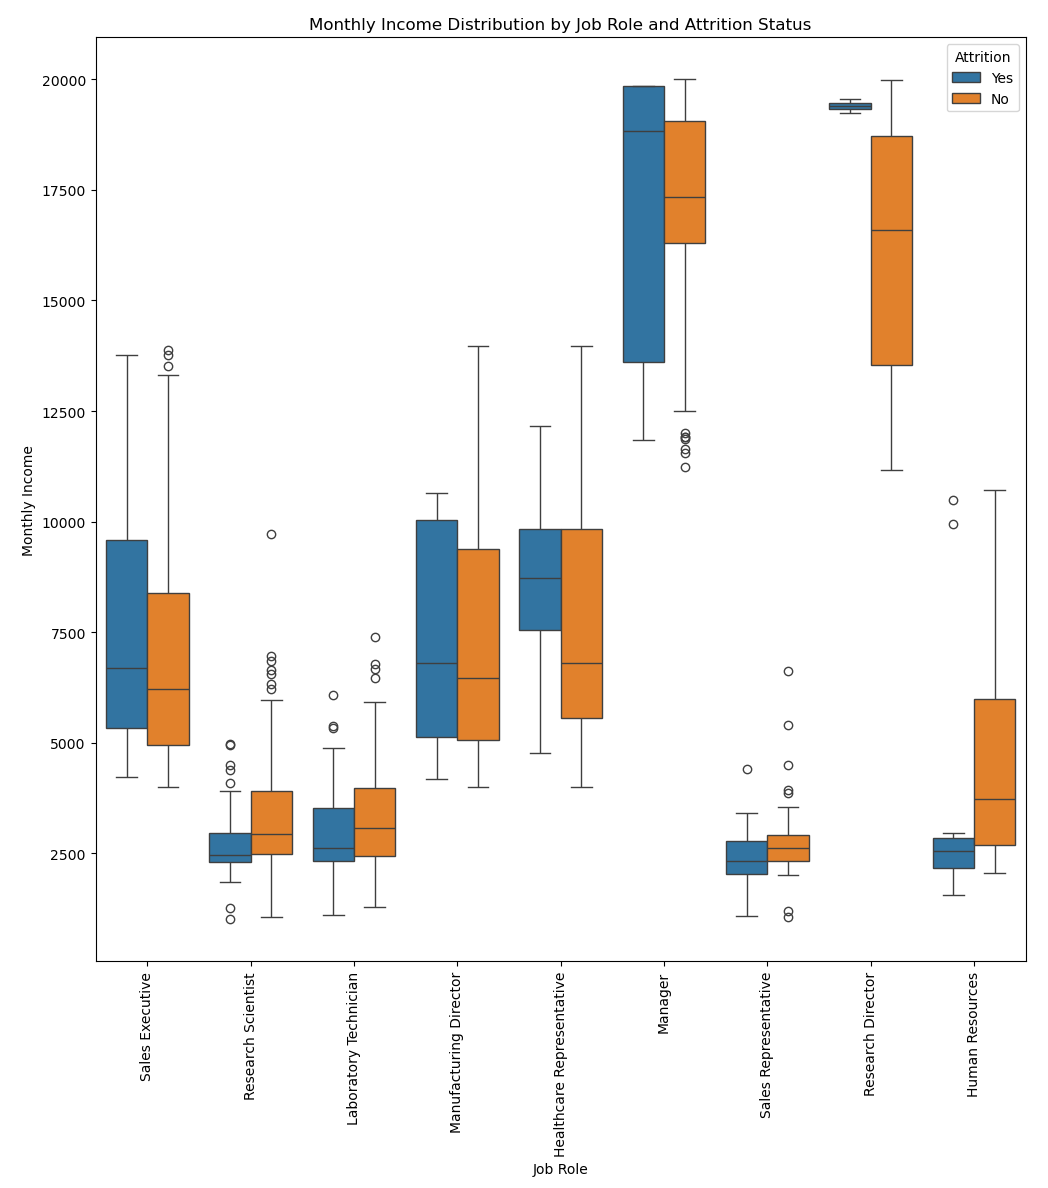 Monthly Income Distribution by Job Role and Attrition Status
Attrition
Yes
No
Monthly Income
20000
17500
15000
12500
10000
7500
5000
2500
Sales Executive
Research Scientist
Laboratory Technician
Manufacturing Director
Healthcare Representative
Manager
Sales Representative
Research Director
Human Resources
Job Role